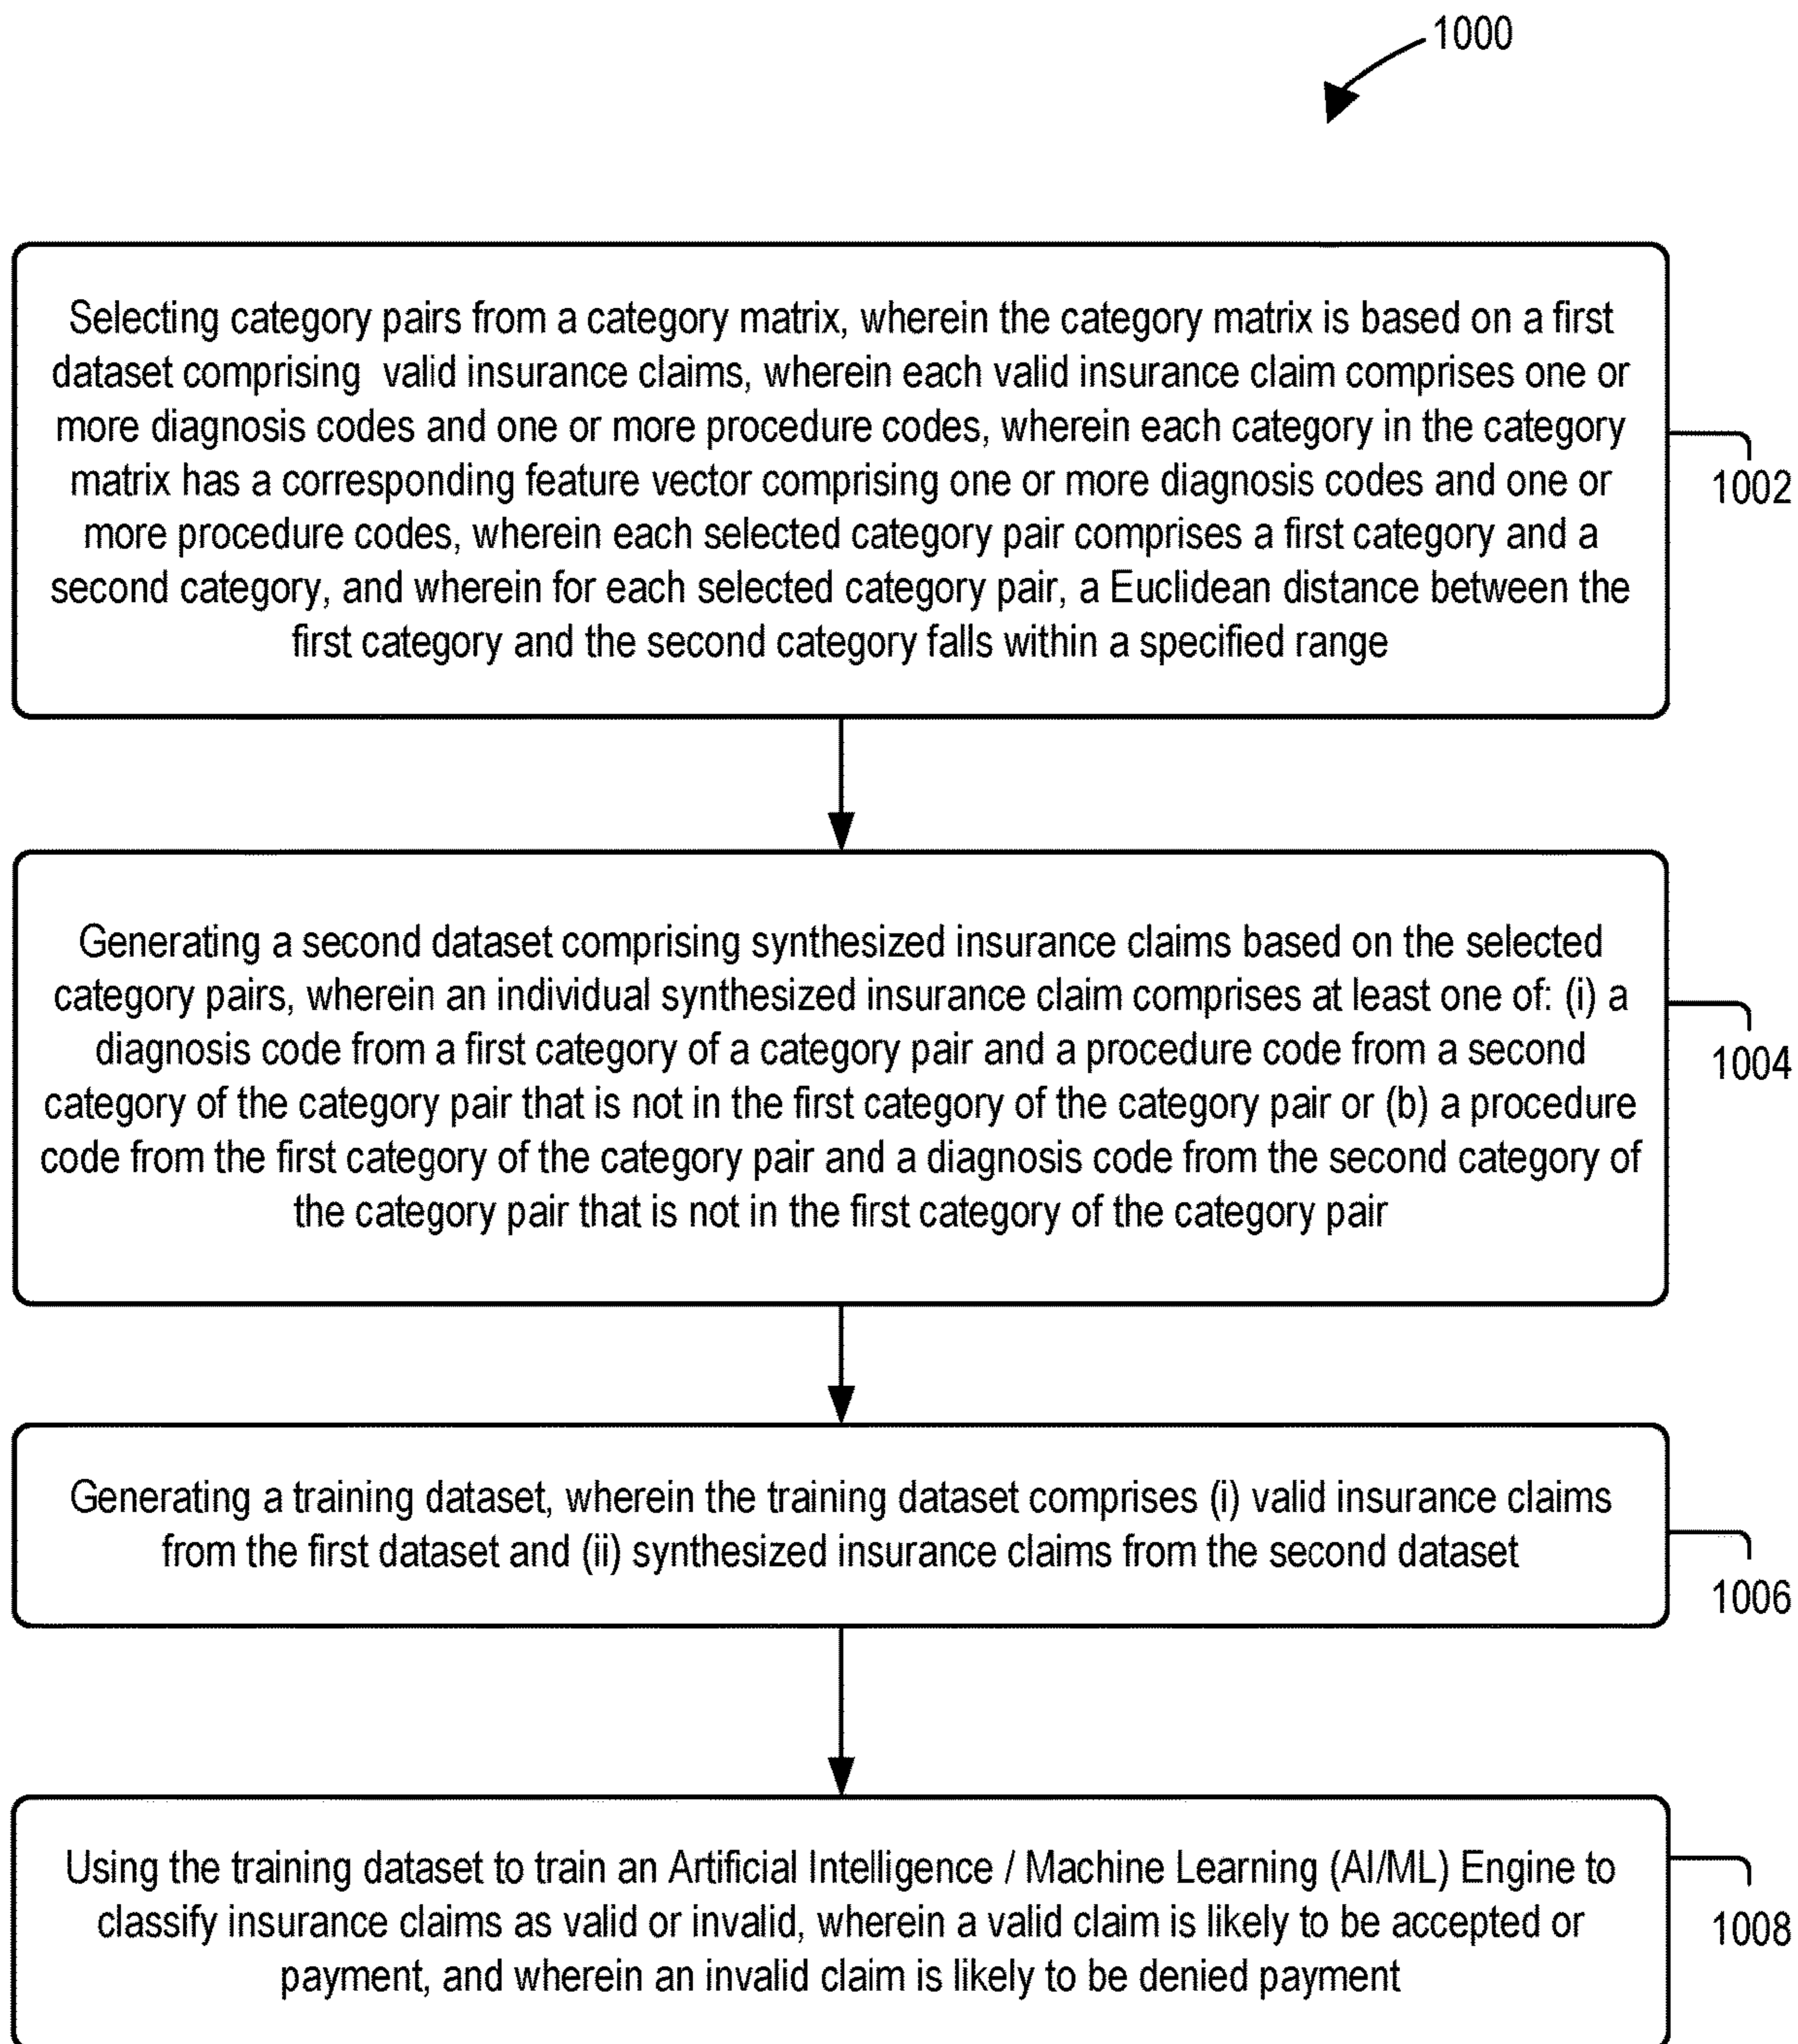 1000
Selecting category pairs from a category matrix, wherein the category matrix is based on a first
dataset comprising valid insurance claims, wherein each valid insurance claim comprises one or
more diagnosis codes and one or more procedure codes, wherein each category in the category
matrix has a corresponding feature vector comprising one or more diagnosis codes and one or
more procedure codes, wherein each selected category pair comprises a first category and a
second category, and wherein for each selected category pair, a Euclidean distance between the
first category and the second category falls within a specified range
1002
Generating a second dataset comprising synthesized insurance claims based on the selected
category pairs, wherein an individual synthesized insurance claim comprises at least one of: (i) a
diagnosis code from a first category of a category pair and a procedure code from a second
category of the category pair that is not in the first category of the category pair or (b) a procedure
code from the first category of the category pair and a diagnosis code from the second category of
the category pair that is not in the first category of the category pair
1004
Generating a training dataset, wherein the training dataset comprises (i) valid insurance claims
from the first dataset and (ii) synthesized insurance claims from the second dataset
1006
Using the training dataset to train an Artificial Intelligence / Machine Learning (AI/ML) Engine to
classify insurance claims as valid or invalid, wherein a valid claim is likely to be accepted or
payment, and wherein an invalid claim is likely to be denied payment
1008